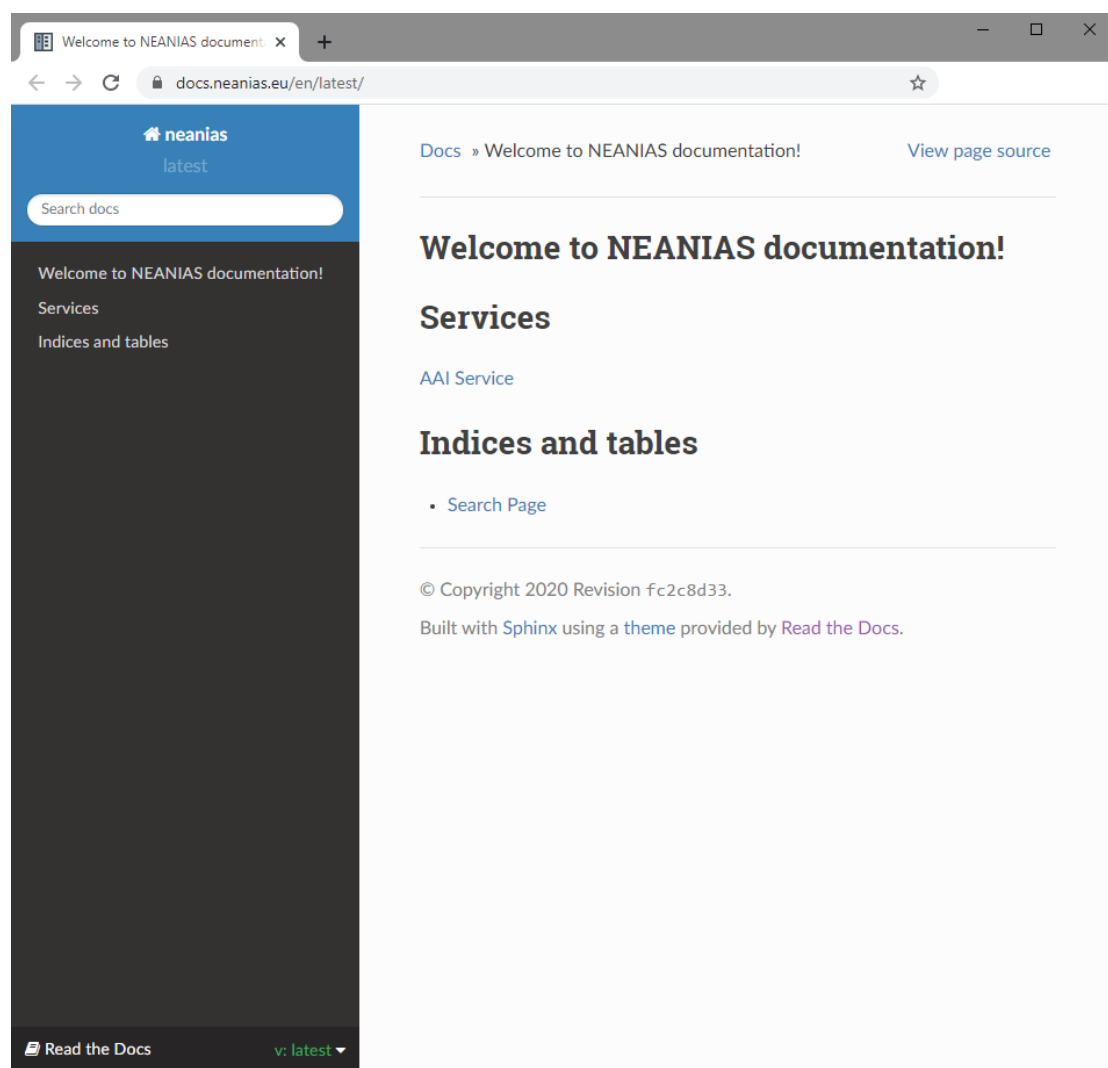 Welcome to NEANIAS document
docs.neanias.eu/en/latest/
neanias
latest
Search docs
Welcome to NEANIAS documentation!
Services
Indices and tables
Read the Docs
v: latest
Docs » Welcome to NEANIAS documentation!
View page source
Welcome to NEANIAS documentation!
Services
AAI Service
Indices and tables
• Search Page
© Copyright 2020 Revision fc2c8d33.
Built with Sphinx using a theme provided by Read the Docs.